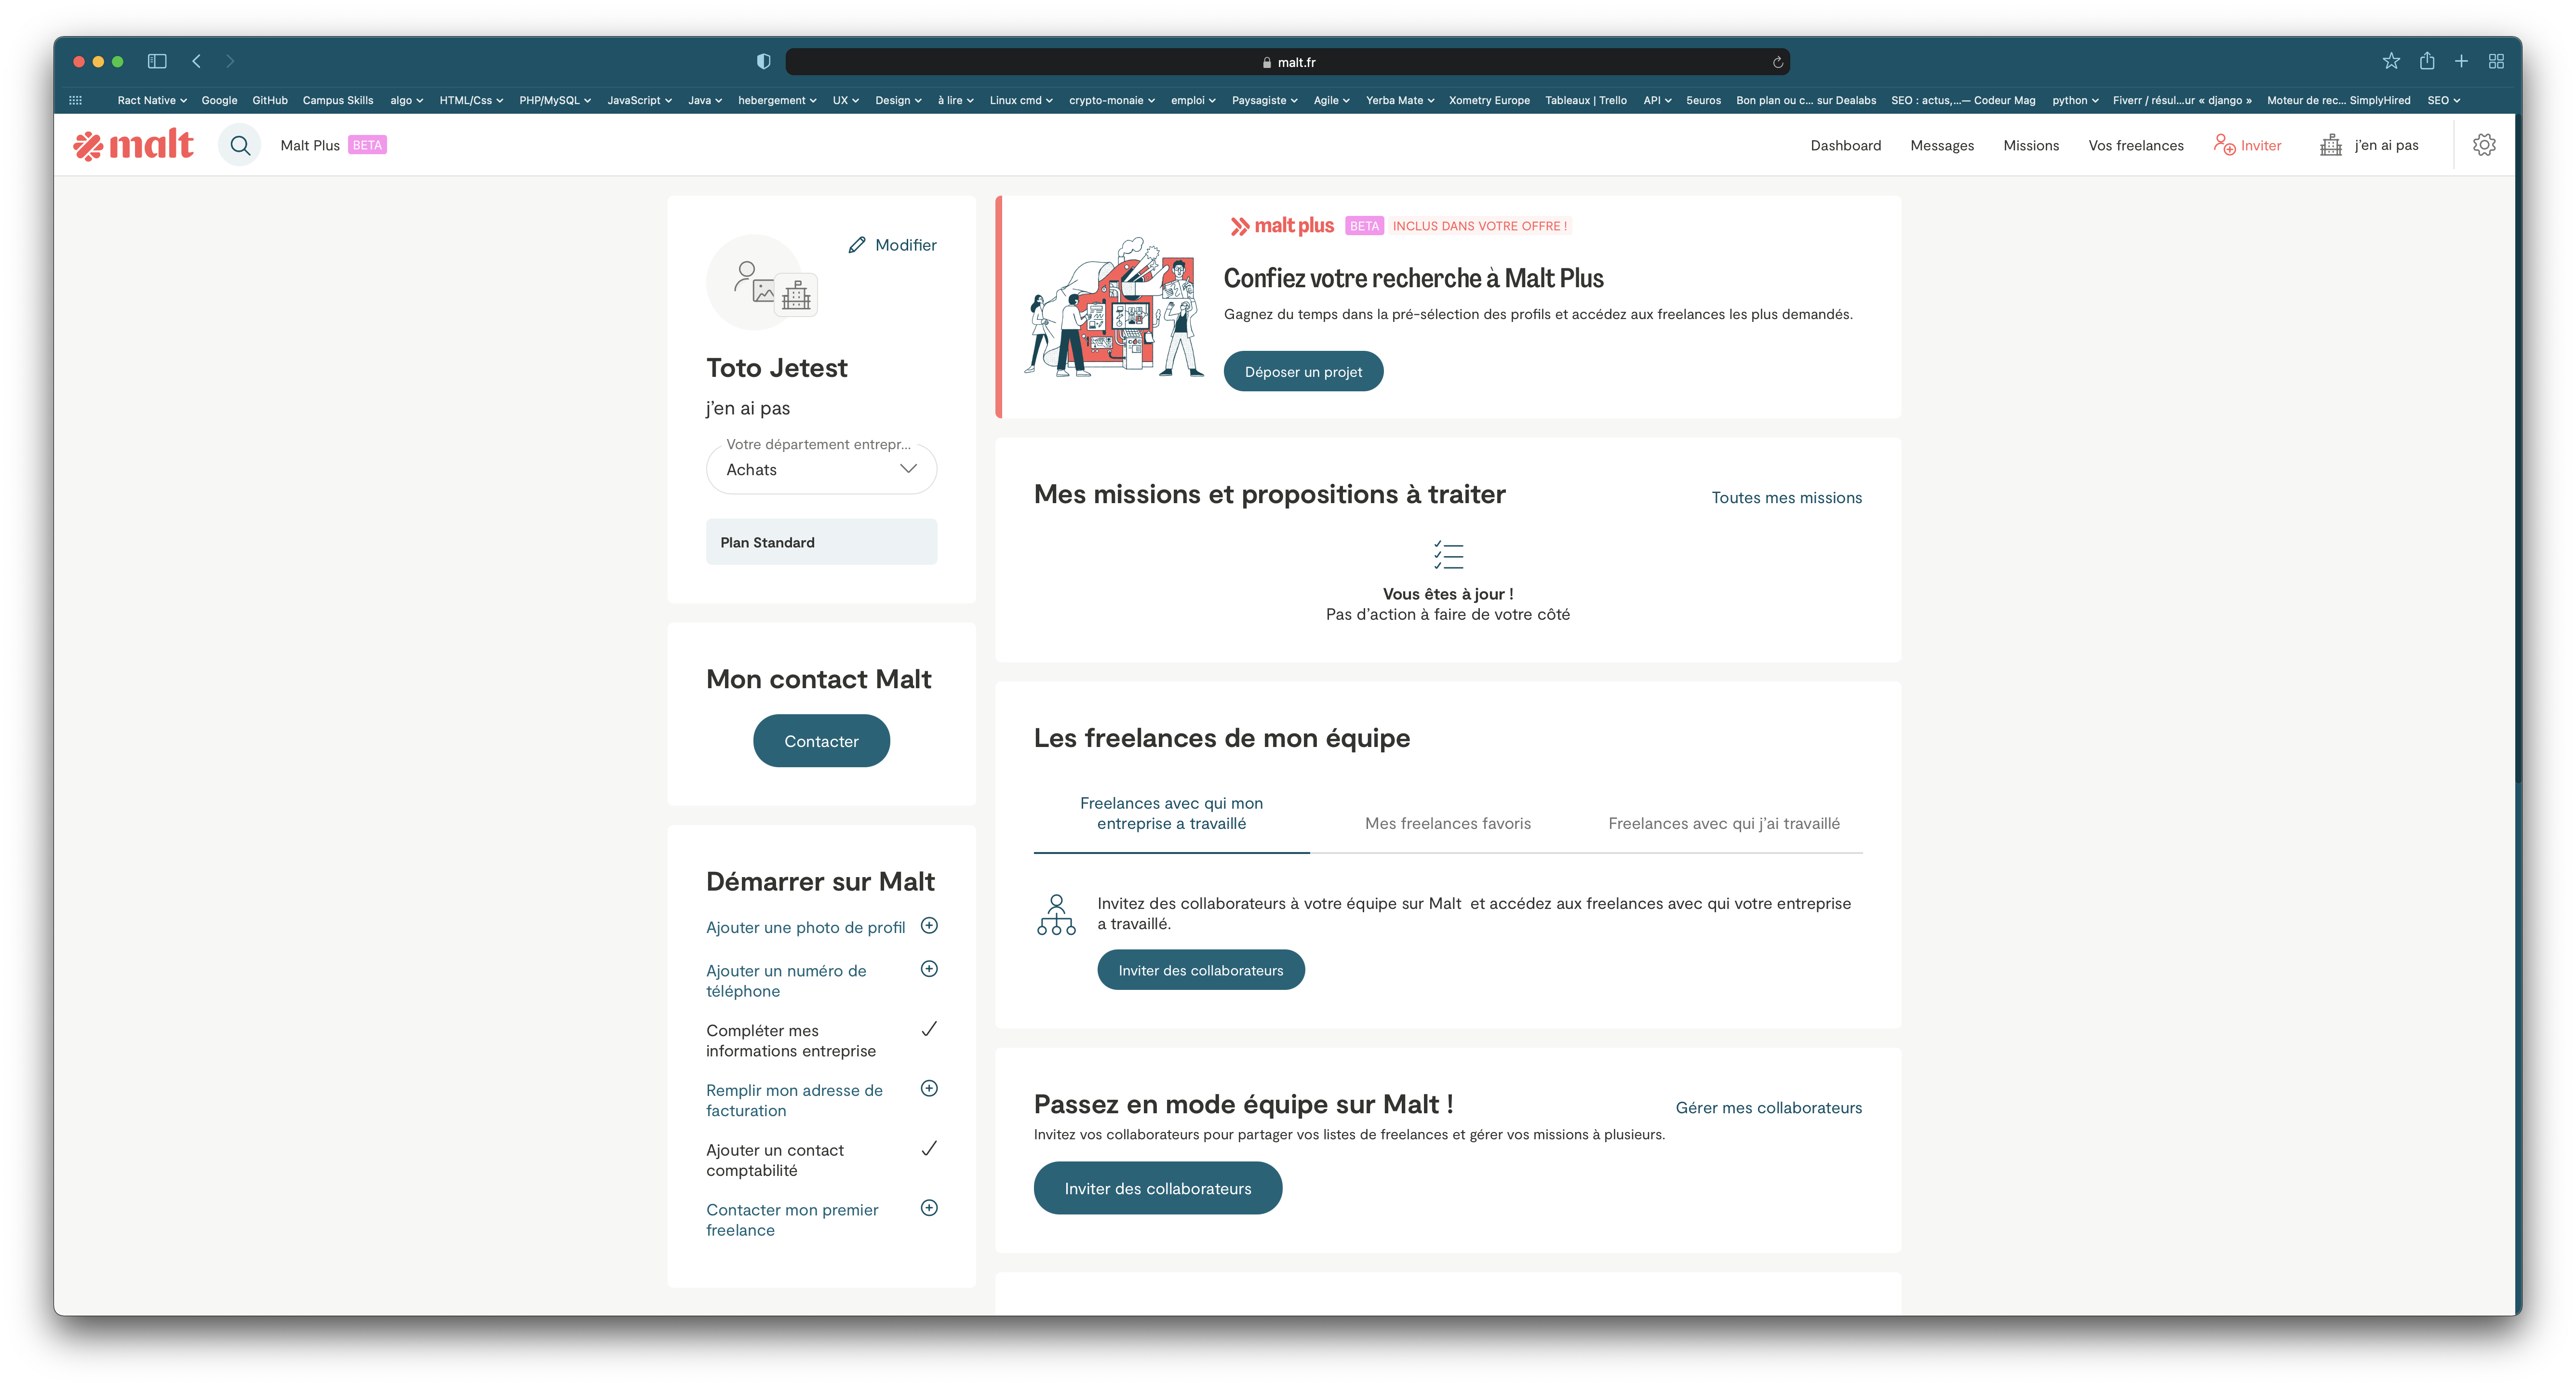 malt.fr
Ract Native
Google
GitHub
Campus Skills
algo
HTML/Css
PHP/MySQL
JavaScript
Java
hebergement
UX
Design
à lire
Linux cmd
crypto-monaie
emploi
Paysagiste
Agile
Yerba Mate
Xometry Europe
Tableaux | Trello
API
5euros
Bon plan ou c... sur Dealabs
SEO : actus,...— Codeur Mag
python
Fiverr / résul...ur « django »
Moteur de rec... SimplyHired
SEO
malt
Malt Plus BETA
Dashboard
Messages
Missions
Vos freelances
Inviter
j'en ai pas
Modifier
Toto Jetest
j'en ai pas
Votre département entrepr...
Achats
Plan Standard
Mon contact Malt
Contacter
Démarrer sur Malt
Ajouter une photo de profil
Ajouter un numéro de
téléphone
Compléter mes
informations entreprise
Remplir mon adresse de
facturation
Ajouter un contact
comptabilité
Contacter mon premier
freelance
malt plus BETA INCLUS DANS VOTRE OFFRE !
Confiez votre recherche à Malt Plus
Gagnez du temps dans la pré-sélection des profils et accédez aux freelances les plus demandés.
Déposer un projet
Mes missions et propositions à traiter
Toutes mes missions
Vous êtes à jour !
Pas d'action à faire de votre côté
Les freelances de mon équipe
Freelances avec qui mon
entreprise a travaillé
Mes freelances favoris
Freelances avec qui j'ai travaillé
Invitez des collaborateurs à votre équipe sur Malt et accédez aux freelances avec qui votre entreprise
a travaillé.
Inviter des collaborateurs
Passez en mode équipe sur Malt !
Gérer mes collaborateurs
Invitez vos collaborateurs pour partager vos listes de freelances et gérer vos missions à plusieurs.
Inviter des collaborateurs